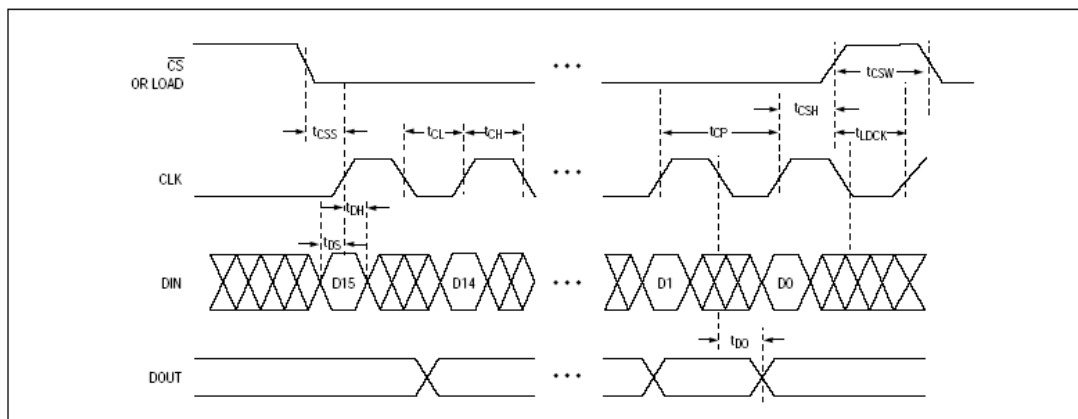 CS
OR LOAD
tCSS
tCL
tCH
tCP
tCSH
tCSW
tLDCK
CLK
tDH
tDS
DIN
D15
D14
D1
D0
tDO
DOUT